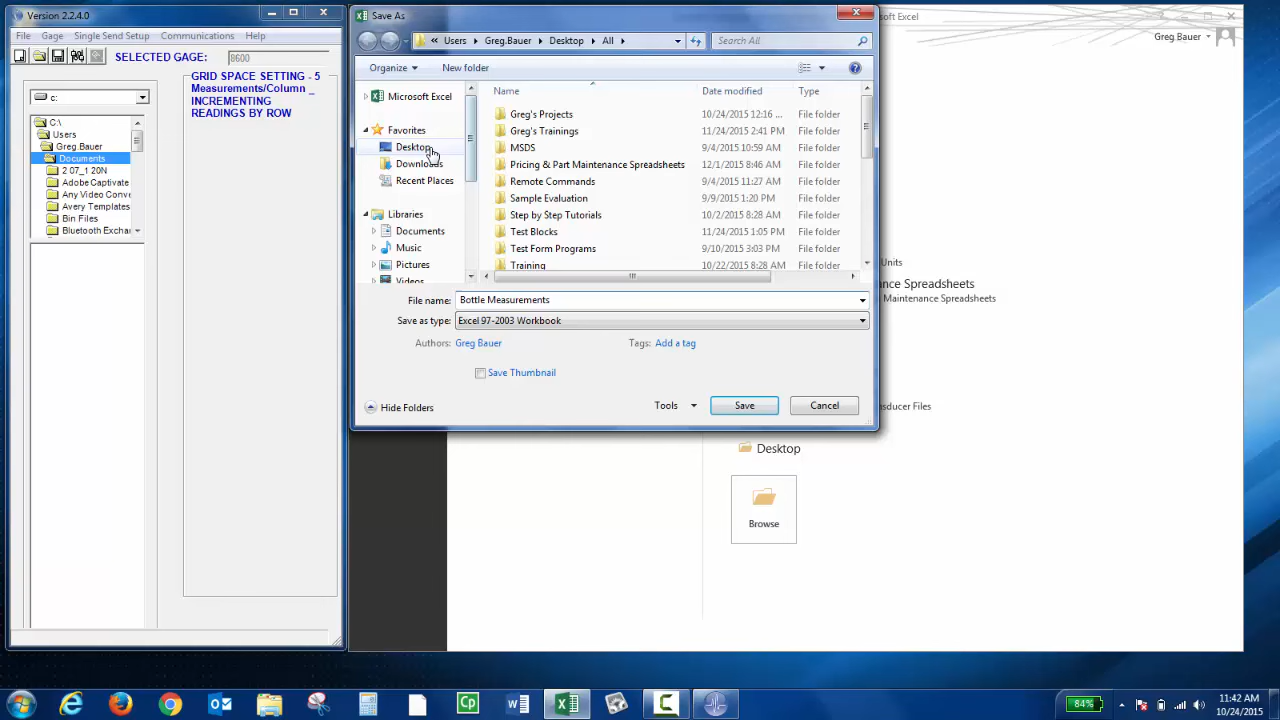 Version 2.2.4.0
File Gage Single Send Setup Communications Help
SELECTED GAGE: 8600
c:
C:\
Users
Greg Bauer
Documents
2 07_1 20N
Adobe Captivate
Any Video Conve
Avery Templates
Bin Files
Bluetooth Exchan
GRID SPACE SETTING - 5
Measurements/Column _
INCREMENTING
READINGS BY ROW
Save As
Users Greg Bauer Desktop All
Search All
Organize New folder
Microsoft Excel
Favorites
Desktop
Downloads
Recent Places
Libraries
Documents
Music
Pictures
Videos
Name Date modified Type
Greg's Projects 10/24/2015 12:16 ... File folder
Greg's Trainings 11/24/2015 2:41 PM File folder
MSDS 9/4/2015 10:59 AM File folder
Pricing & Part Maintenance Spreadsheets 12/1/2015 8:46 AM File folder
Remote Commands 9/4/2015 11:27 AM File folder
Sample Evaluation 9/9/2015 1:20 PM File folder
Step by Step Tutorials 10/2/2015 8:28 AM File folder
Test Blocks 11/24/2015 1:05 PM File folder
Test Form Programs 9/10/2015 3:03 PM File folder
Training 10/22/2015 8:28 AM File folder
File name: Bottle Measurements
Save as type: Excel 97-2003 Workbook
Authors: Greg Bauer Tags: Add a tag
Save Thumbnail
Hide Folders Tools Save Cancel
soft Excel
Greg Bauer
Units
nce Spreadsheets
Maintenance Spreadsheets
nsducer Files
Desktop
Browse
84%
11:42 AM
10/24/2015